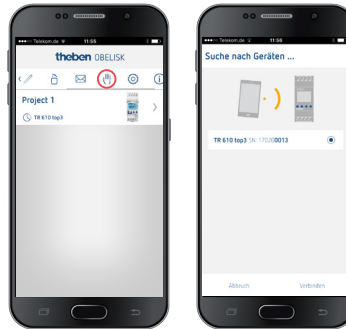 Telekom.de
11:55
theben OBELISK
Project 1
TR 610 top3
Telekom.de
11:56
Suche nach Geräten ...
TR 610 top3
Abbruch
Verbinden